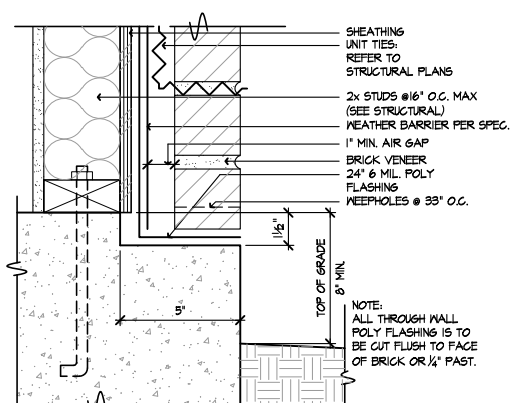 SHEATHING
UNIT TIES:
REFER TO
STRUCTURAL PLANS
2x STUDS @16" O.C. MAX
(SEE STRUCTURAL)
WEATHER BARRIER PER SPEC.
1" MIN. AIR GAP
BRICK VENEER
24" 6 MIL. POLY
FLASHING
WEEPHOLES @ 33" O.C.
1½"
TOP OF GRADE
8" MIN.
5"
NOTE:
ALL THROUGH WALL
POLY FLASHING IS TO
BE CUT FLUSH TO FACE
OF BRICK OR ¼" PAST.